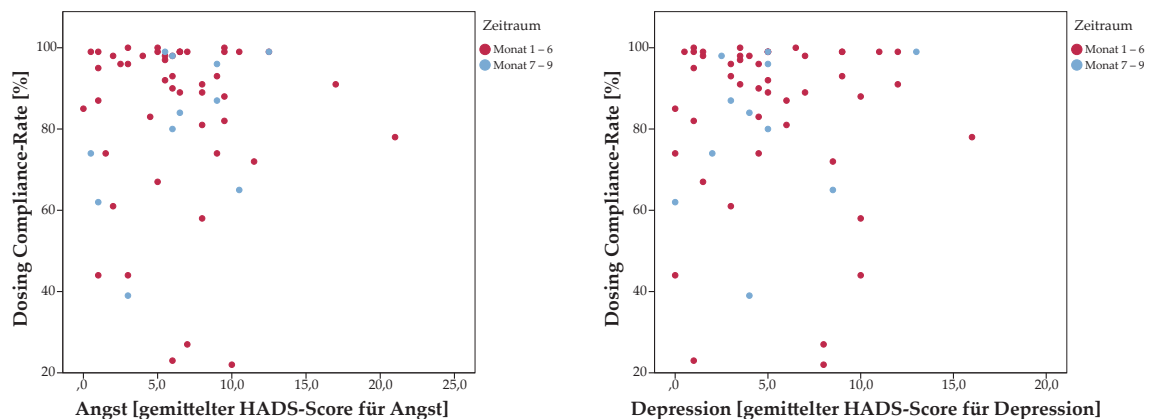 Zeitraum
Monat 1 – 6
Monat 7 – 9
Dosing Compliance-Rate [%]
100
80
60
40
20
,0 5,0 10,0 15,0 20,0 25,0
Angst [gemittelter HADS-Score für Angst]
Zeitraum
Monat 1 – 6
Monat 7 – 9
Dosing Compliance-Rate [%]
100
80
60
40
20
,0 5,0 10,0 15,0 20,0
Depression [gemittelter HADS-Score für Depression]